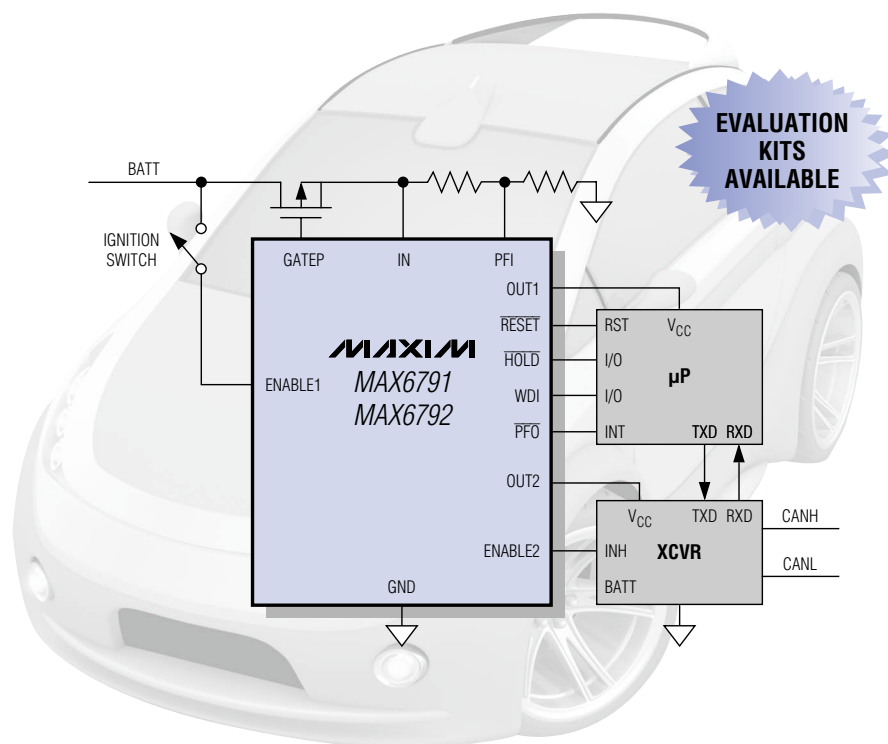 EVALUATION
KITS
AVAILABLE
BATT
IGNITION
SWITCH
GATEP
IN
PFI
OUT1
RESET
HOLD
WDI
PFO
OUT2
ENABLE1
ENABLE2
GND
MAXIM
MAX6791
MAX6792
RST
VCC
I/O
µP
I/O
INT
TXD RXD
VCC
TXD RXD
INH
XCVR
BATT
CANH
CANL